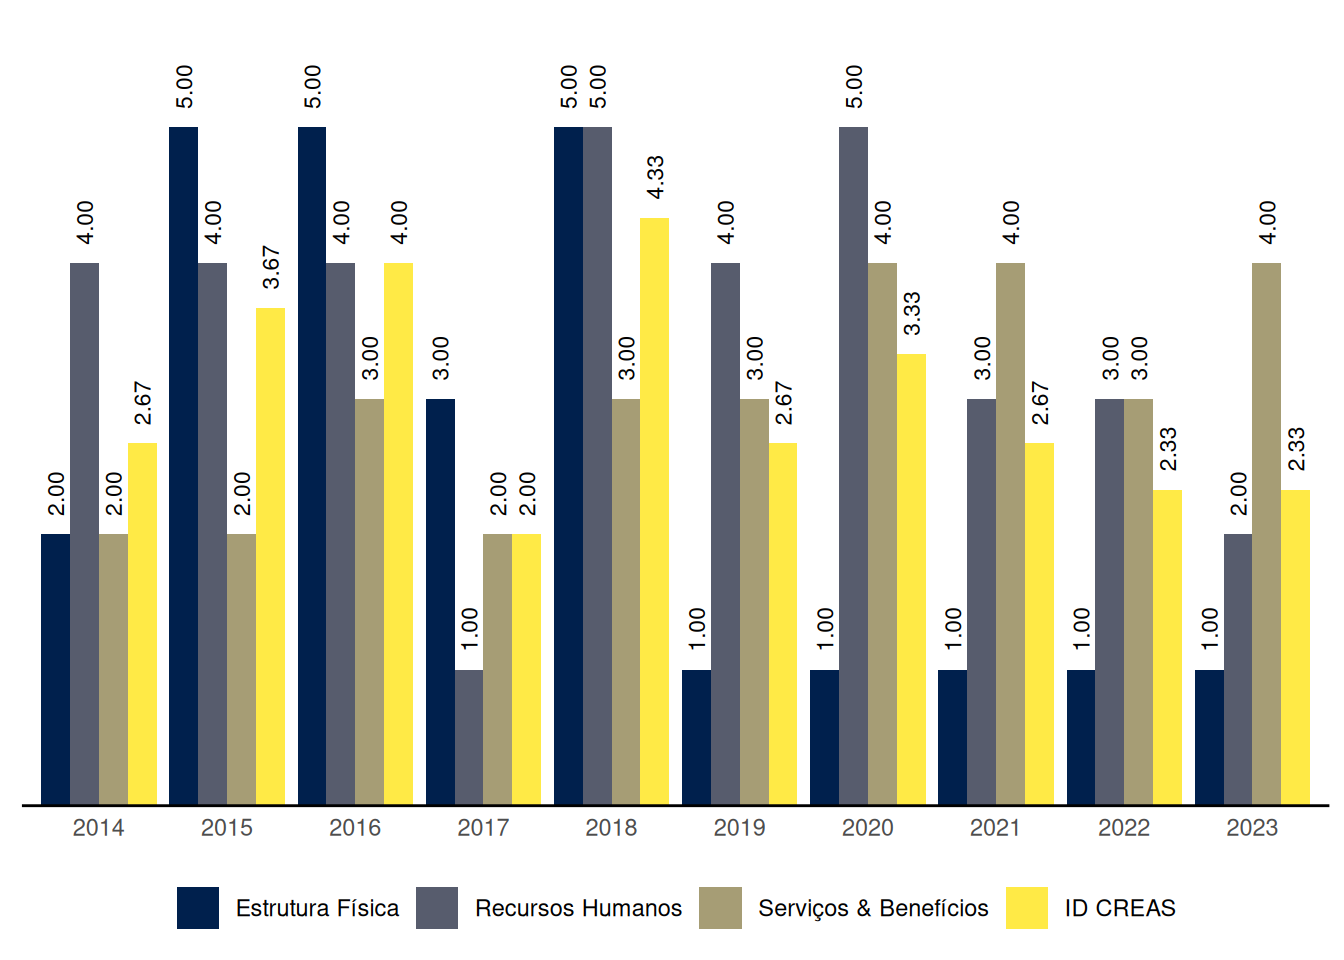 5.00 5.00 5.00 5.00 5.00
4.33
4.00 4.00 4.00 4.00 4.00 4.00 4.00 4.00
3.67
3.33
3.00 3.00 3.00 3.00 3.00 3.00 3.00
2.67 2.67 2.67
2.33 2.33
2.00 2.00 2.00 2.00 2.00 2.00
1.00 1.00 1.00 1.00 1.00 1.00
2014 2015 2016 2017 2018 2019 2020 2021 2022 2023
Estrutura Física Recursos Humanos Serviços & Benefícios ID CREAS